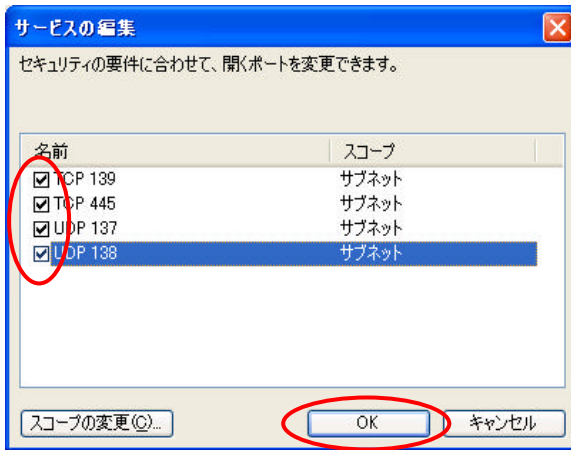 サービスの編集
セキュリティの要件に合わせて、開くポートを変更できます。
名前 スコープ
TCP 139 サブネット
TCP 445 サブネット
UDP 137 サブネット
UDP 138 サブネット
スコープの変更(C)... OK キャンセル